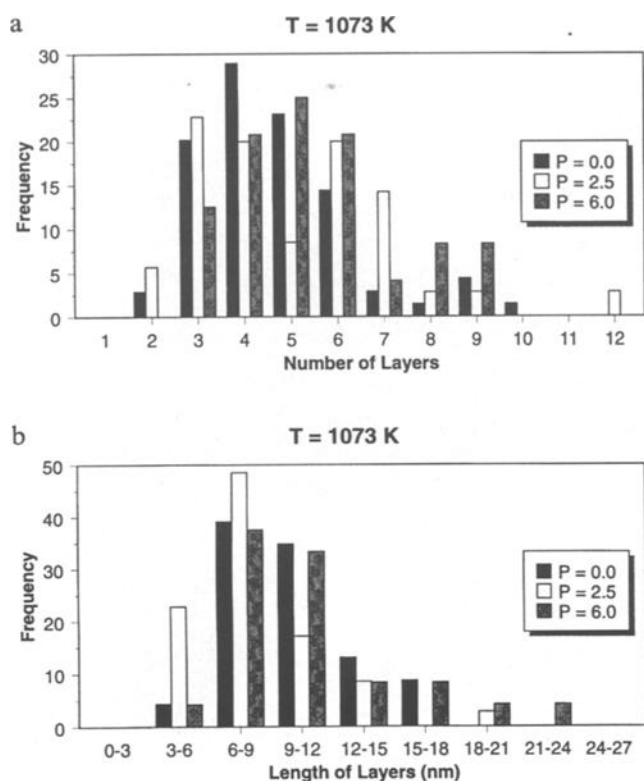 a
T = 1073 K
30
25
20
15
10
5
0
Frequency
P = 0.0
P = 2.5
P = 6.0
1 2 3 4 5 6 7 8 9 10 11 12
Number of Layers
b
T = 1073 K
50
40
30
20
10
0
Frequency
P = 0.0
P = 2.5
P = 6.0
0-3 3-6 6-9 9-12 12-15 15-18 18-21 21-24 24-27
Length of Layers (nm)